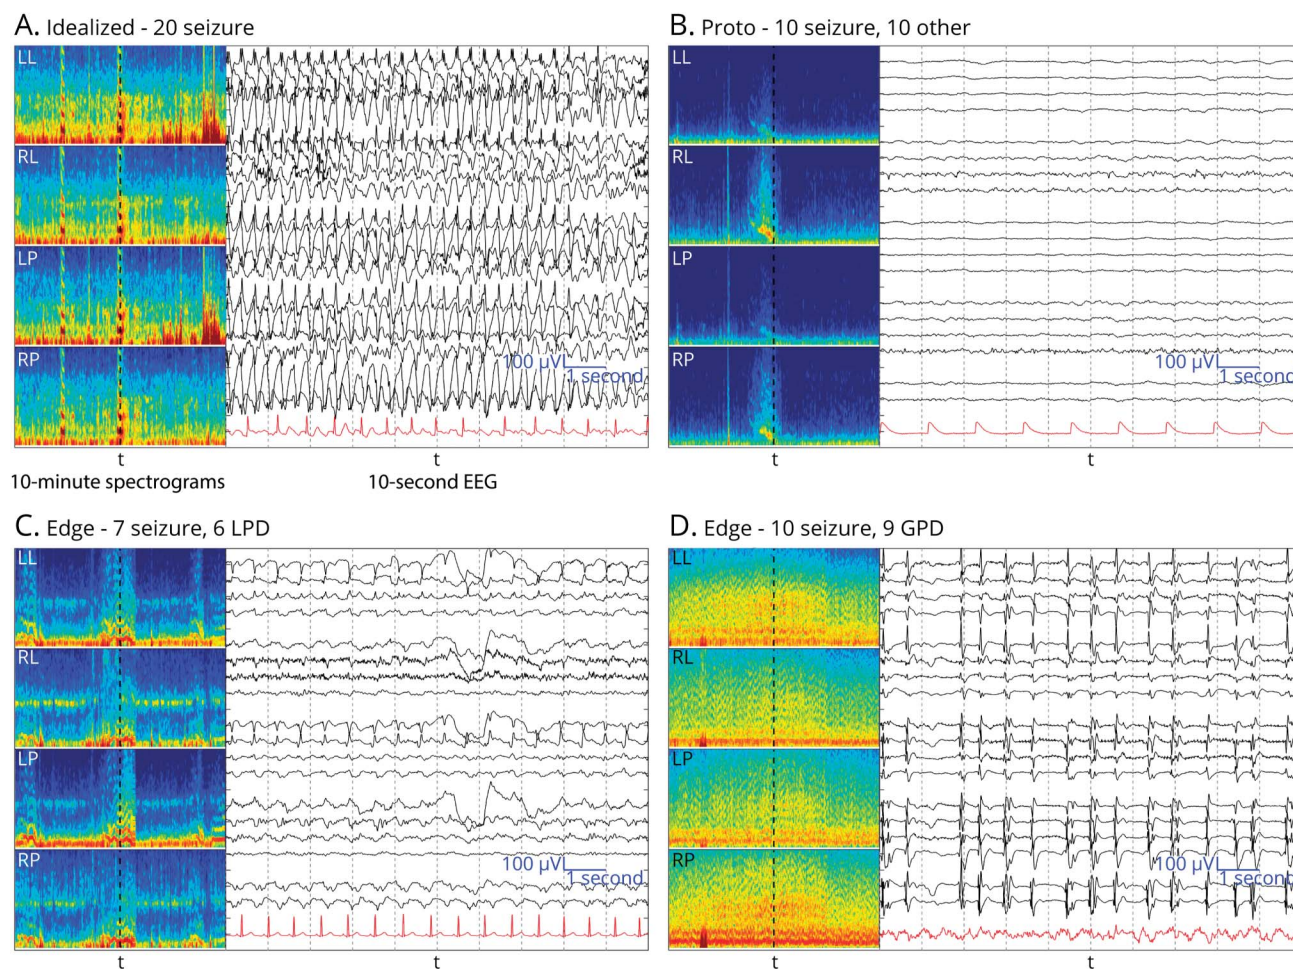 A. Idealized - 20 seizure
LL
RL
LP
RP
100 µV
1 second
t
t
10-minute spectrograms
10-second EEG
B. Proto - 10 seizure, 10 other
LL
RL
LP
RP
100 µV
1 second
t
t
C. Edge - 7 seizure, 6 LPD
LL
RL
LP
RP
100 µV
1 second
t
t
D. Edge - 10 seizure, 9 GPD
LL
RL
LP
RP
100 µV
1 second
t
t